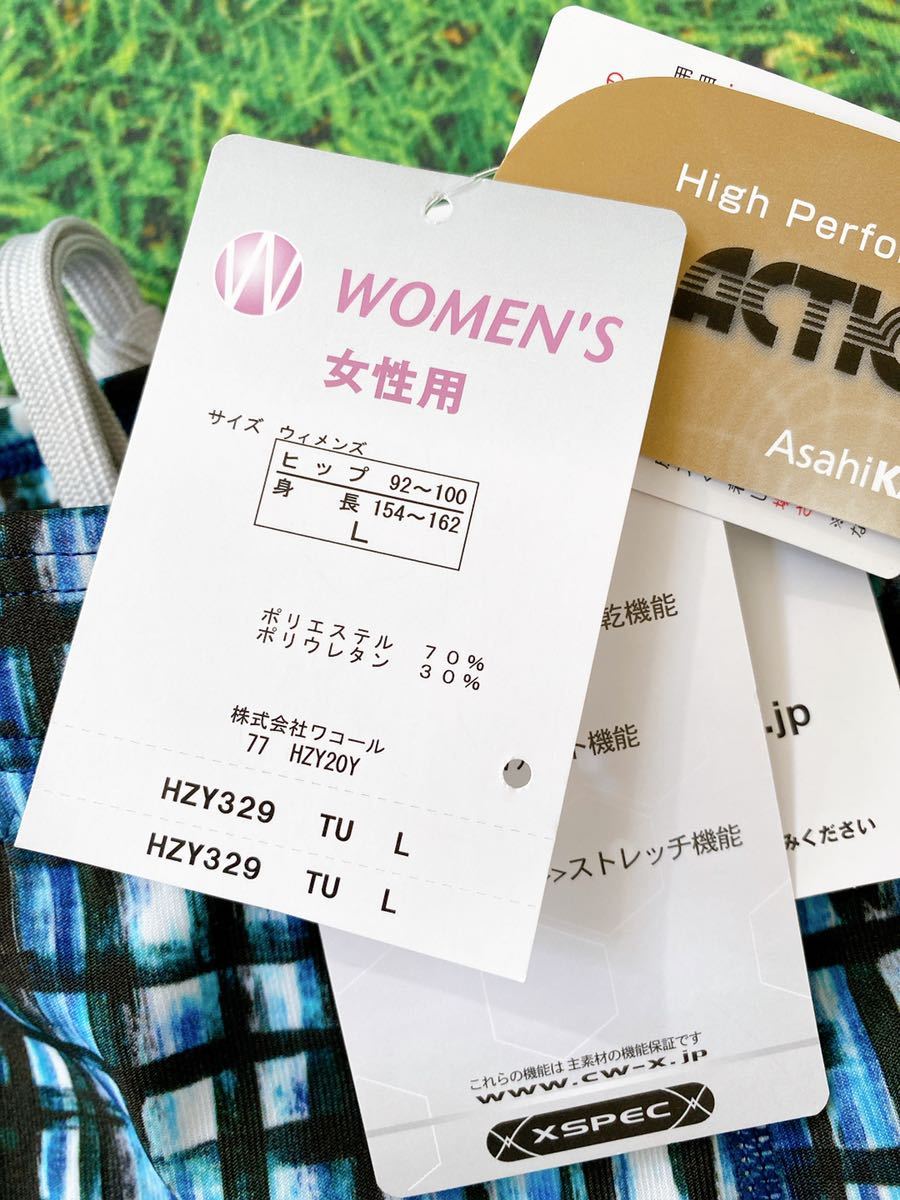 High Perfo
ACTIO
AsahiK
W
WOMEN'S
女性用
サイズ ウィメンズ
ヒップ 92～100
身長 154～162
L
ポリエステル 70%
ポリウレタン 30%
株式会社ワコール
77 HZY20Y
HZY329 TU L
HZY329 TU L
乾機能
ト機能
>ストレッチ機能
.jp
みください
これらの機能は主素材の機能保証です
www.cw-x.jp
XSPEC